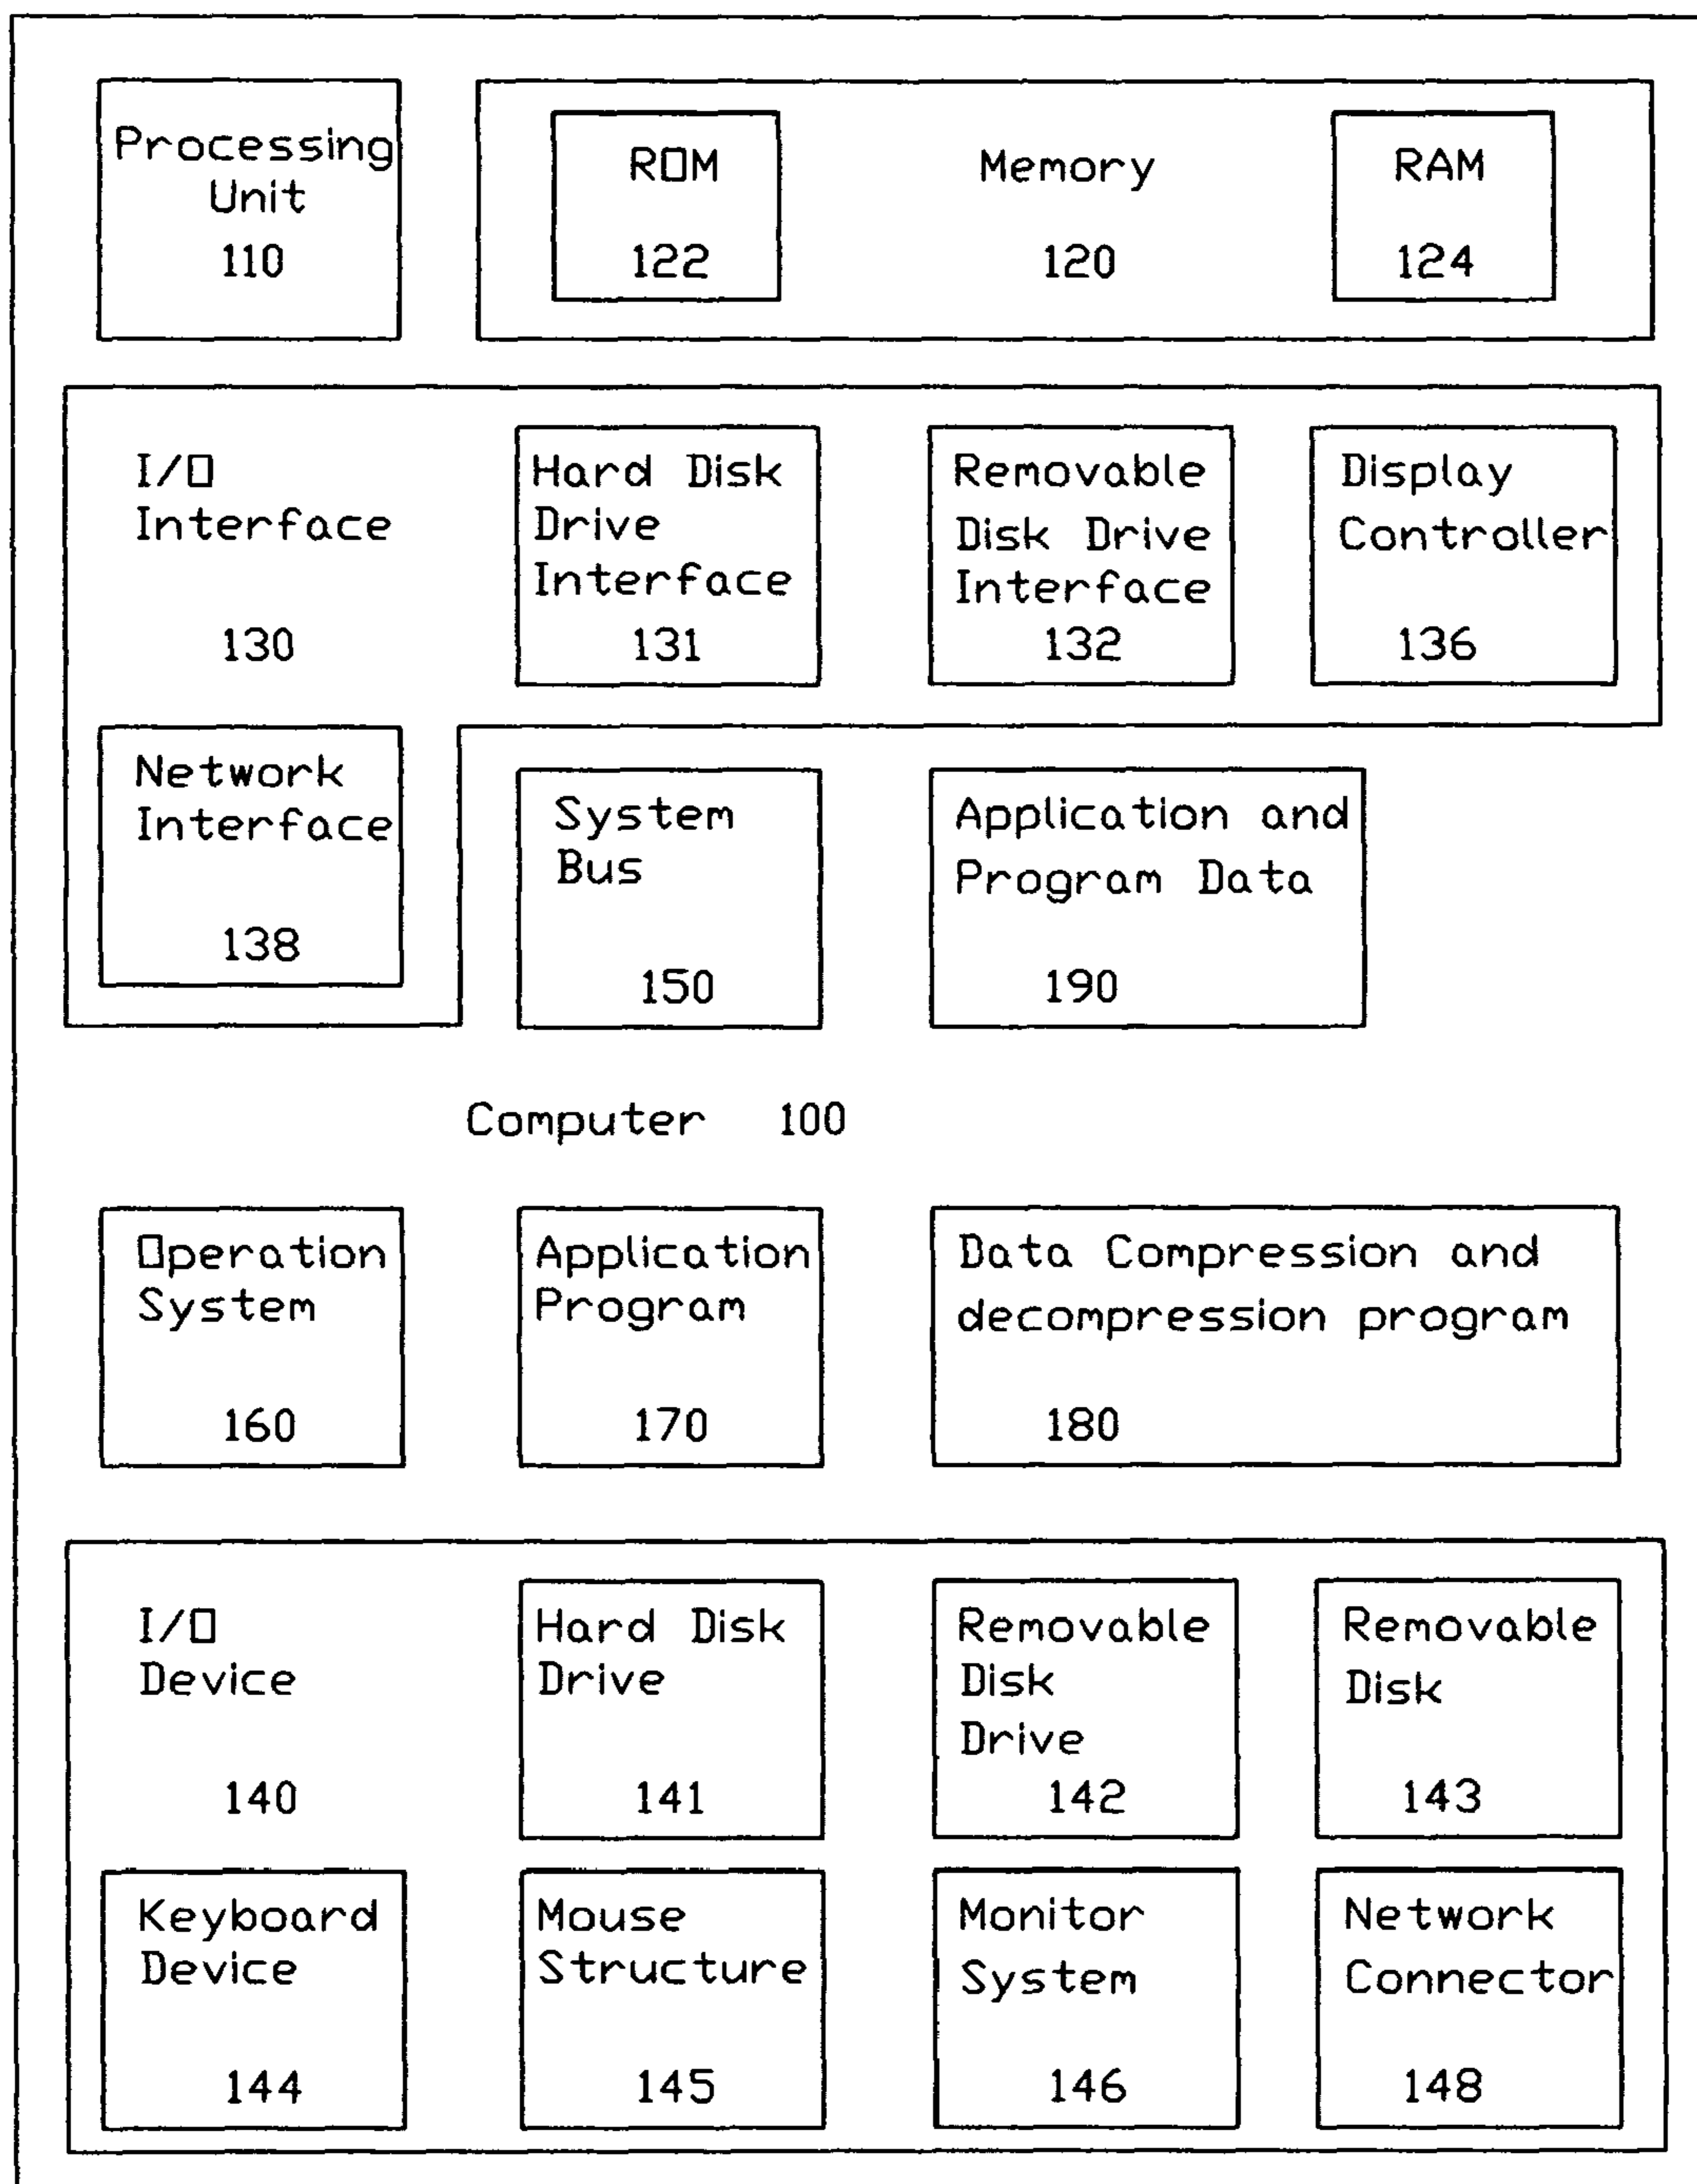 Processing
Unit
110
ROM
122
Memory
120
RAM
124
I/O
Interface
130
Hard Disk
Drive
Interface
131
Removable
Disk Drive
Interface
132
Display
Controller
136
Network
Interface
138
System
Bus
150
Application and
Program Data
190
Computer 100
Operation
System
160
Application
Program
170
Data Compression and
decompression program
180
I/O
Device
140
Hard Disk
Drive
141
Removable
Disk
Drive
142
Removable
Disk
143
Keyboard
Device
144
Mouse
Structure
145
Monitor
System
146
Network
Connector
148